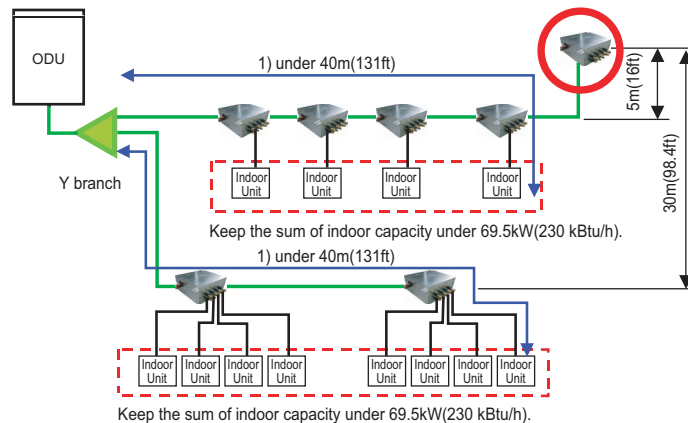 ODU
1) under 40m(131ft)
5m(16ft)
30m(98.4ft)
Y branch
Indoor
Unit
Indoor
Unit
Indoor
Unit
Indoor
Unit
Keep the sum of indoor capacity under 69.5kW(230 kBtu/h).
1) under 40m(131ft)
Indoor
Unit
Indoor
Unit
Indoor
Unit
Indoor
Unit
Indoor
Unit
Indoor
Unit
Indoor
Unit
Indoor
Unit
Keep the sum of indoor capacity under 69.5kW(230 kBtu/h).